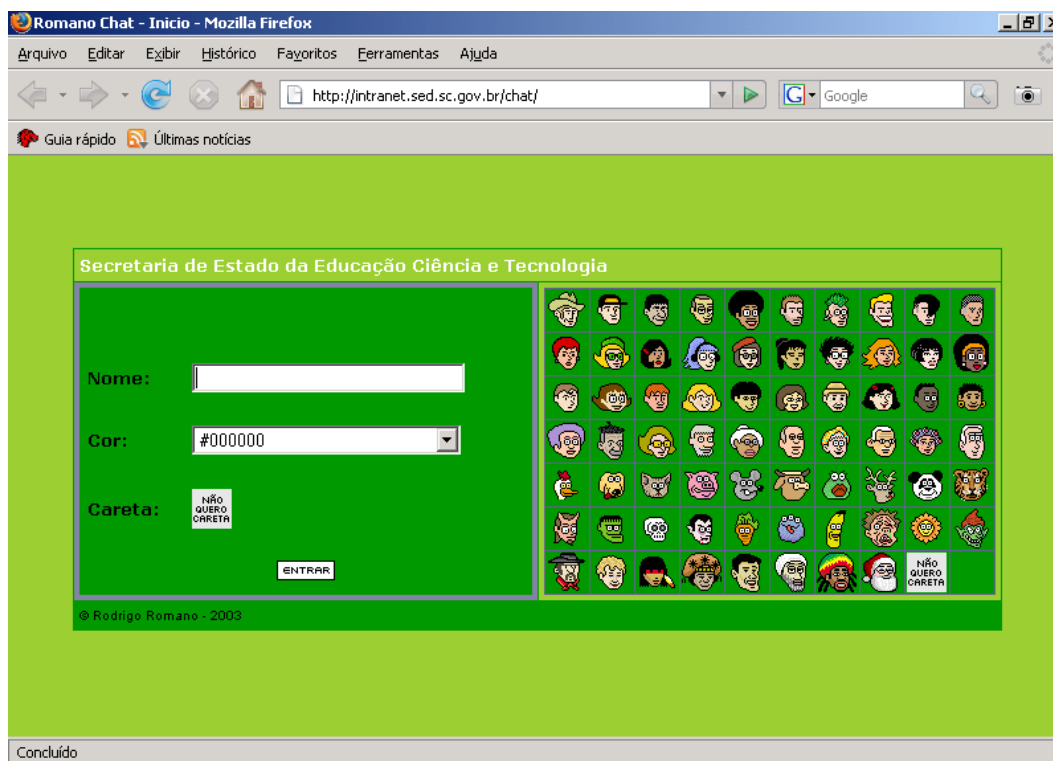 Romano Chat - Inicio - Mozilla Firefox
Arquivo Editar Exibir Histórico Favoritos Ferramentas Ajuda
http://intranet.sed.sc.gov.br/chat/ G Google
Guia rápido Últimas notícias
Secretaria de Estado da Educação Ciência e Tecnologia
Nome:
Cor: #000000
Careta: NÃO
QUERO
CARETA
ENTRAR
NÃO
QUERO
CARETA
© Rodrigo Romano - 2003
Concluído